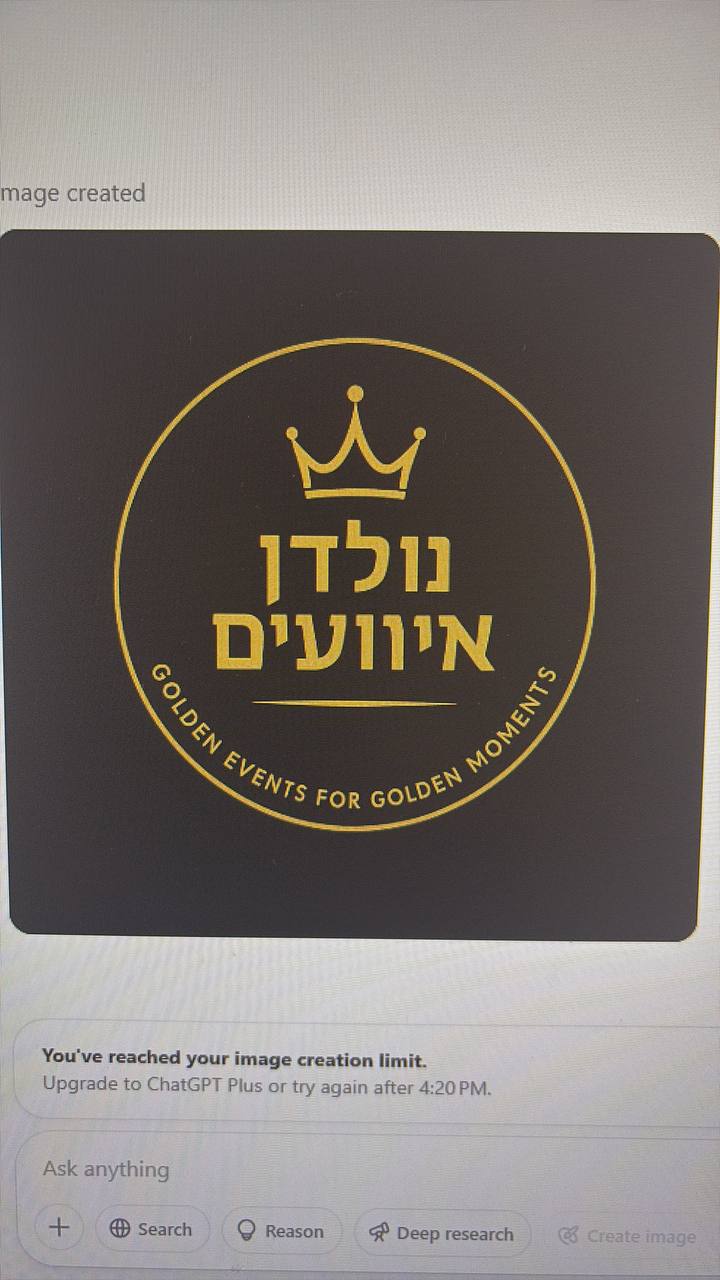 mage created
נולדן
איוועים
GOLDEN EVENTS FOR GOLDEN MOMENTS
You've reached your image creation limit.
Upgrade to ChatGPT Plus or try again after 4:20 PM.
Ask anything
Search
Reason
Deep research
Create image